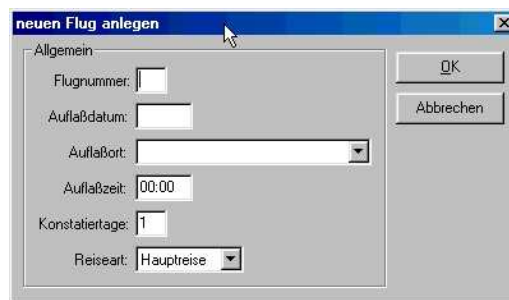 neuen Flug anlegen
Allgemein
Flugnummer:
Auflaßdatum:
Auflaßort:
Auflaßzeit: 00:00
Konstatiertage: 1
Reiseart: Hauptreise
OK
Abbrechen